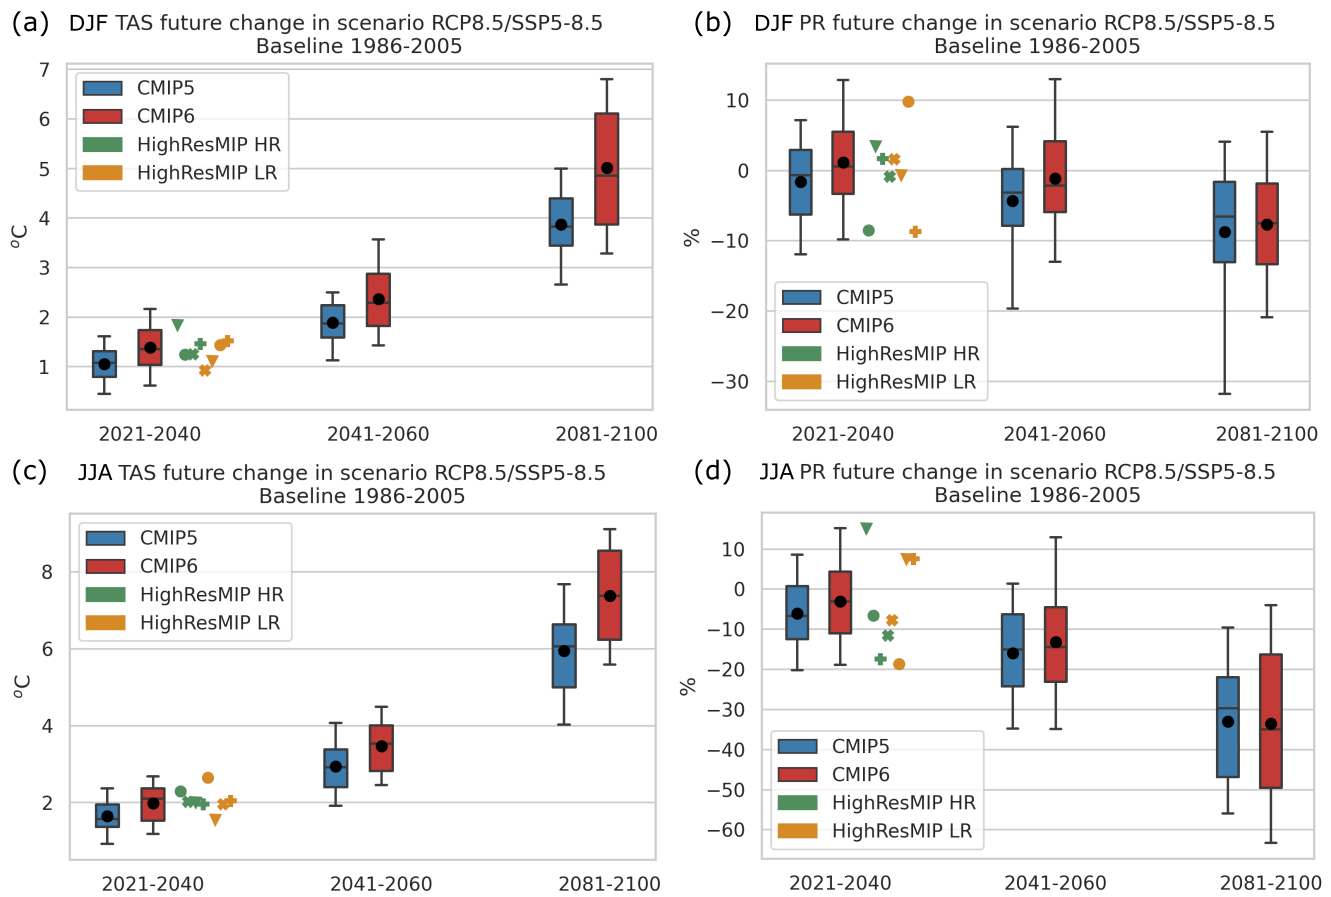 (a) DJF TAS future change in scenario RCP8.5/SSP5-8.5
Baseline 1986-2005
7
6
5
4
3
2
1
°C
CMIP5
CMIP6
HighResMIP HR
HighResMIP LR
2021-2040 2041-2060 2081-2100
(b) DJF PR future change in scenario RCP8.5/SSP5-8.5
Baseline 1986-2005
10
0
−10
−20
−30
%
CMIP5
CMIP6
HighResMIP HR
HighResMIP LR
2021-2040 2041-2060 2081-2100
(c) JJA TAS future change in scenario RCP8.5/SSP5-8.5
Baseline 1986-2005
8
6
4
2
°C
CMIP5
CMIP6
HighResMIP HR
HighResMIP LR
2021-2040 2041-2060 2081-2100
(d) JJA PR future change in scenario RCP8.5/SSP5-8.5
Baseline 1986-2005
10
0
−10
−20
−30
−40
−50
−60
%
CMIP5
CMIP6
HighResMIP HR
HighResMIP LR
2021-2040 2041-2060 2081-2100